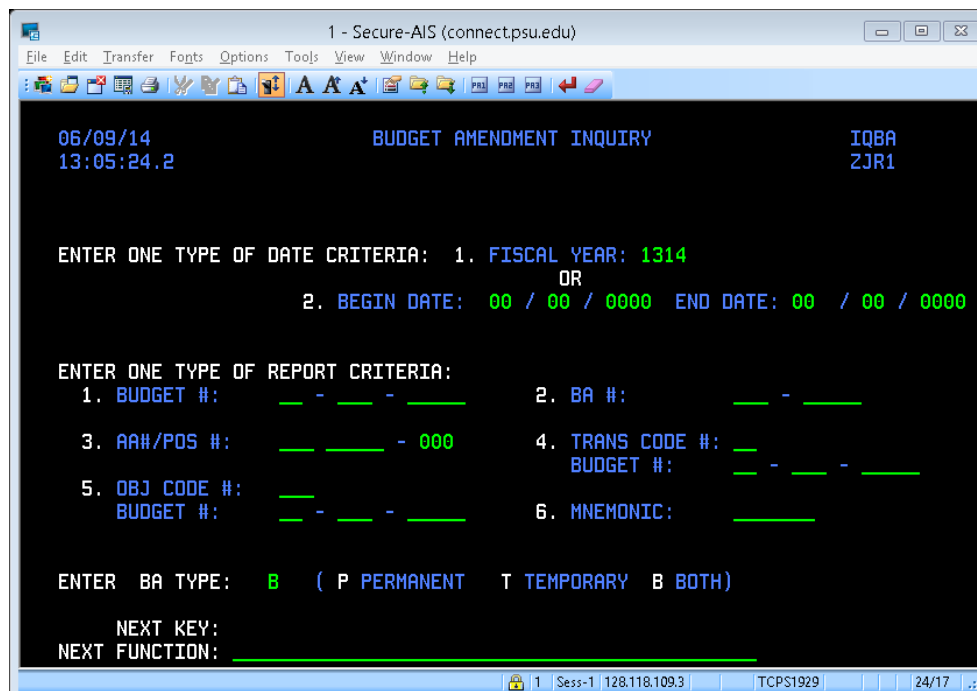 1 - Secure-AIS (connect.psu.edu)
File Edit Transfer Fonts Options Tools View Window Help
PA1 PA2 PA3
06/09/14 BUDGET AMENDMENT INQUIRY IQBA
13:05:24.2 ZJR1
ENTER ONE TYPE OF DATE CRITERIA: 1. FISCAL YEAR: 1314
OR
2. BEGIN DATE: 00 / 00 / 0000 END DATE: 00 / 00 / 0000
ENTER ONE TYPE OF REPORT CRITERIA:
1. BUDGET #: __ - ___ - _____ 2. BA #: ___ - _____
3. AA#/POS #: ___ _____ - 000 4. TRANS CODE #: __
BUDGET #: __ - ___ - _____
5. OBJ CODE #: ___
BUDGET #: __ - ___ - _____ 6. MNEMONIC: _______
ENTER BA TYPE: B ( P PERMANENT T TEMPORARY B BOTH)
NEXT KEY:
NEXT FUNCTION: _____________________________________________
1 Sess-1 128.118.109.3 TCPS1929 24/17